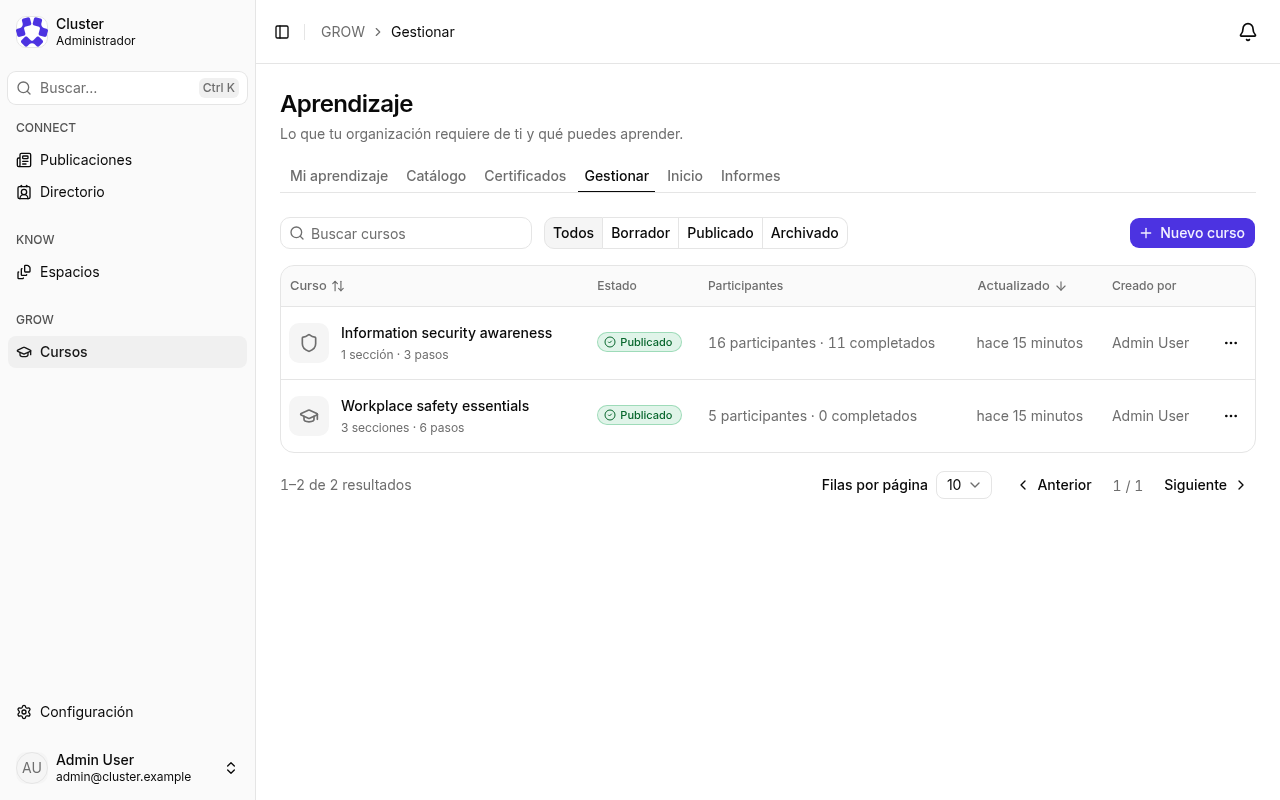 Cluster
Administrador
Buscar...
Ctrl K
CONNECT
Publicaciones
Directorio
KNOW
Espacios
GROW
Cursos
Configuración
AU
Admin User
admin@cluster.example
GROW > Gestionar
Aprendizaje
Lo que tu organización requiere de ti y qué puedes aprender.
Mi aprendizaje Catálogo Certificados Gestionar Inicio Informes
Buscar cursos Todos Borrador Publicado Archivado Nuevo curso
Curso Estado Participantes Actualizado Creado por
Information security awareness
1 sección · 3 pasos
Publicado 16 participantes · 11 completados hace 15 minutos Admin User
Workplace safety essentials
3 secciones · 6 pasos
Publicado 5 participantes · 0 completados hace 15 minutos Admin User
1–2 de 2 resultados Filas por página 10 Anterior 1 / 1 Siguiente